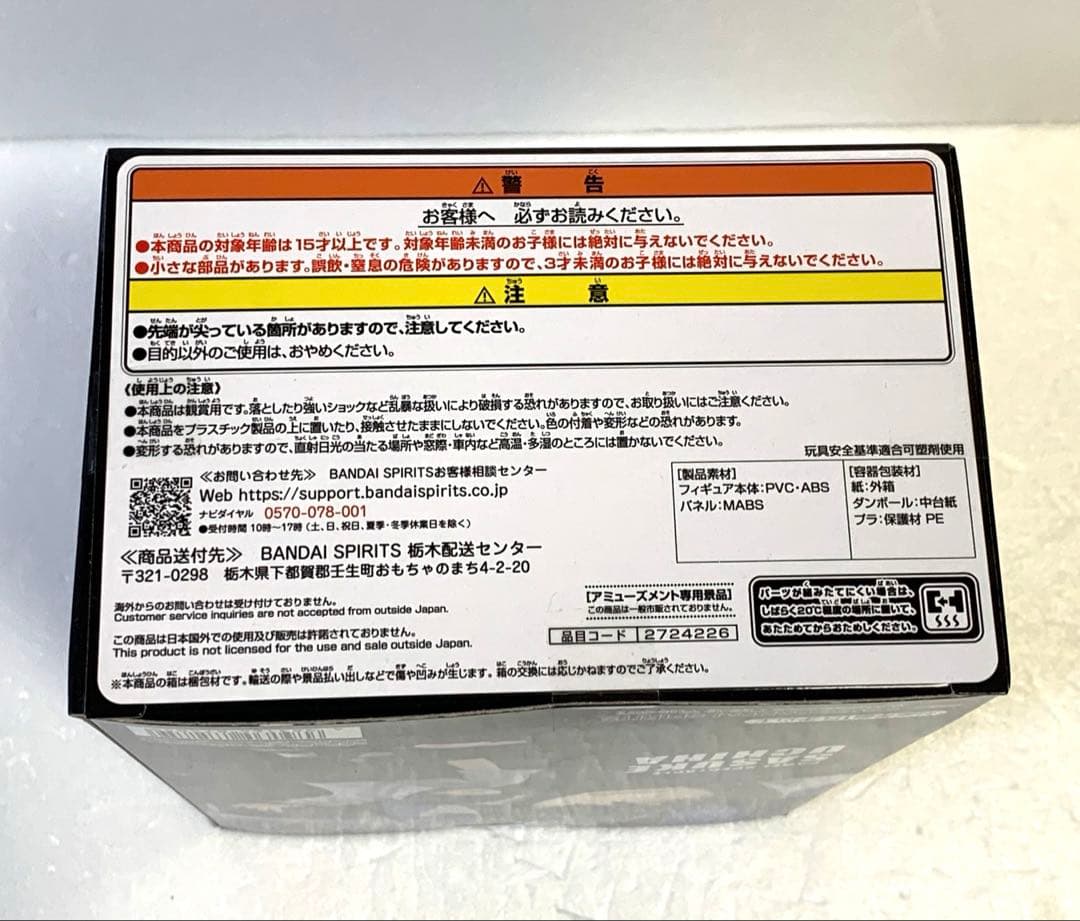 ⚠警告
お客様へ 必ずお読みください。
●本商品の対象年齢は15才以上です。対象年齢未満のお子様には絶対に与えないでください。
●小さな部品があります。誤飲・窒息の危険がありますので、3才未満のお子様には絶対に与えないでください。
⚠注意
●先端が尖っている箇所がありますので、注意してください。
●目的以外のご使用は、おやめください。
《使用上の注意》
●本商品は観賞用です。落としたり強いショックなど乱暴な扱いにより破損する恐れがありますので、お取り扱いにはご注意ください。
●本商品をプラスチック製品の上に置いたり、接触させたままにしないでください。色の付着や変形などの恐れがあります。
●変形する恐れがありますので、直射日光の当たる場所や窓際・車内など高温・多湿のところには置かないでください。
玩具安全基準適合可塑剤使用
≪お問い合わせ先≫ BANDAI SPIRITSお客様相談センター
Web https://support.bandaispirits.co.jp
ナビダイヤル 0570-078-001
●受付時間 10時〜17時(土、日、祝日、夏季・冬季休業日を除く)
【製品素材】
フィギュア本体:PVC・ABS
パネル:MABS
【容器包装材】
紙:外箱
ダンボール:中台紙
プラ:保護材 PE
≪商品送付先≫ BANDAI SPIRITS 栃木配送センター
〒321-0298 栃木県下都賀郡壬生町おもちゃのまち4-2-20
海外からのお問い合わせは受け付けておりません。
Customer service inquiries are not accepted from outside Japan.
この商品は日本国外での使用及び販売は許諾されておりません。
This product is not licensed for the use and sale outside Japan.
【アミューズメント専用景品】
この商品は一般市販されておりません。
品目コード 2724226
パーツが組みたてにくい場合は、
しばらく20℃程度の場所に置いて、
あたためてからおためしください。
※本商品の箱は梱包材です。輸送の際や景品払い出しなどで傷や凹みが生じます。箱の交換には応じかねますのでご了承ください。
SASUKE
UCHIHA